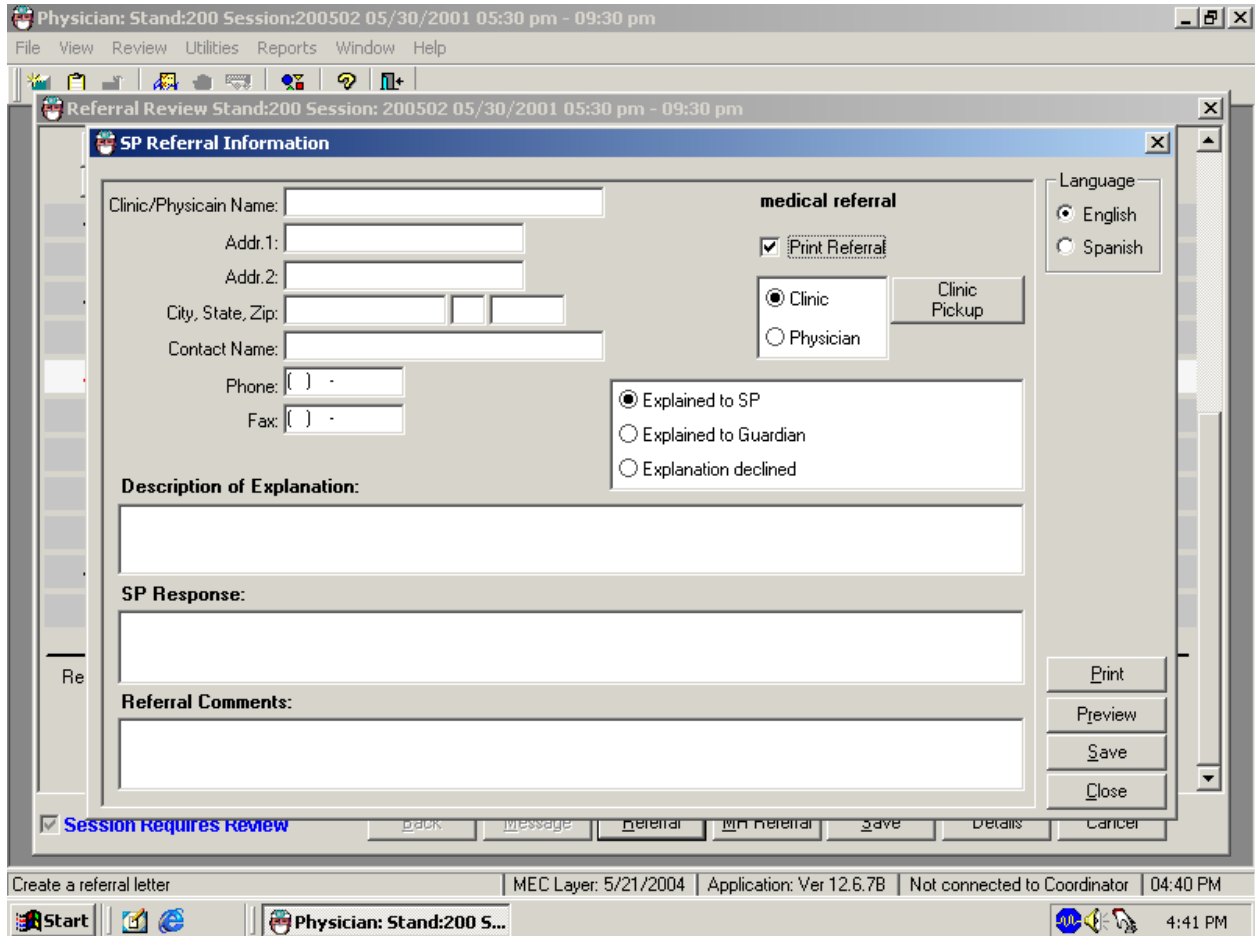 Physician: Stand:200 Session:200502 05/30/2001 05:30 pm - 09:30 pm
File View Review Utilities Reports Window Help
Referral Review Stand:200 Session: 200502 05/30/2001 05:30 pm - 09:30 pm
SP Referral Information
Language
Clinic/Physicain Name: medical referral
English
Addr.1: Print Referral Spanish
Addr.2:
Clinic Clinic Pickup
City, State, Zip:
Physician
Contact Name:
Phone: ( ) -
Explained to SP
Fax: ( ) -
Explained to Guardian
Explanation declined
Description of Explanation:
SP Response:
Re Print
Referral Comments:
Preview
Save
Close
Session Requires Review Back Message Referral MH Referral Save Details Cancel
Create a referral letter MEC Layer: 5/21/2004 Application: Ver 12.6.7B Not connected to Coordinator 04:40 PM
Start Physician: Stand:200 S... 4:41 PM